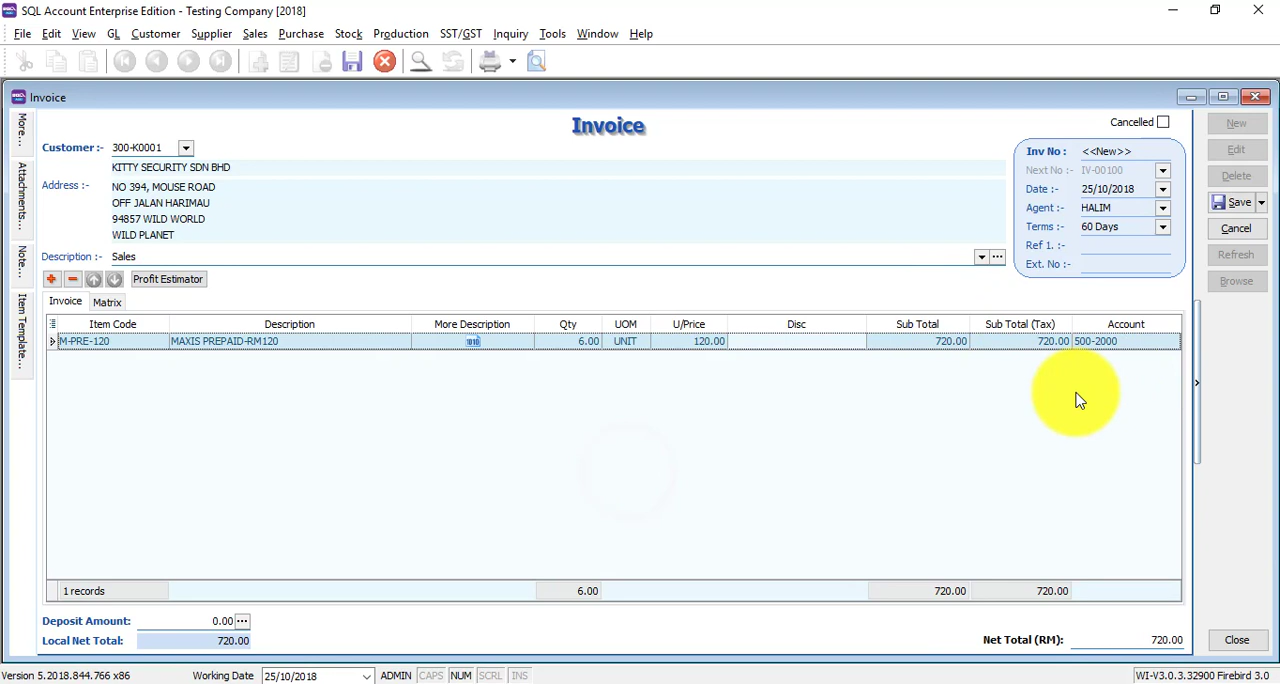 SQL Account Enterprise Edition - Testing Company [2018]
File Edit View GL Customer Supplier Sales Purchase Stock Production SST/GST Inquiry Tools Window Help
Invoice
More...
Attachments...
Note...
Item Template...
Invoice
Cancelled
Customer :- 300-K0001
KITTY SECURITY SDN BHD
Address :- NO 394, MOUSE ROAD
OFF JALAN HARIMAU
94857 WILD WORLD
WILD PLANET
Description :- Sales
Inv No : <<New>>
Next No :- IV-00100
Date :- 25/10/2018
Agent :- HALIM
Terms :- 60 Days
Ref 1. :-
Ext. No :-
New
Edit
Delete
Save
Cancel
Refresh
Browse
Profit Estimator
Invoice Matrix
Item Code Description More Description Qty UOM U/Price Disc Sub Total Sub Total (Tax) Account
M-PRE-120 MAXIS PREPAID-RM120 6.00 UNIT 120.00 720.00 720.00 500-2000
1 records 6.00 720.00 720.00
Deposit Amount: 0.00
Local Net Total: 720.00
Net Total (RM): 720.00
Close
Version 5.2018.844.766 x86 Working Date 25/10/2018 ADMIN CAPS NUM SCRL INS WI-V3.0.3.32900 Firebird 3.0